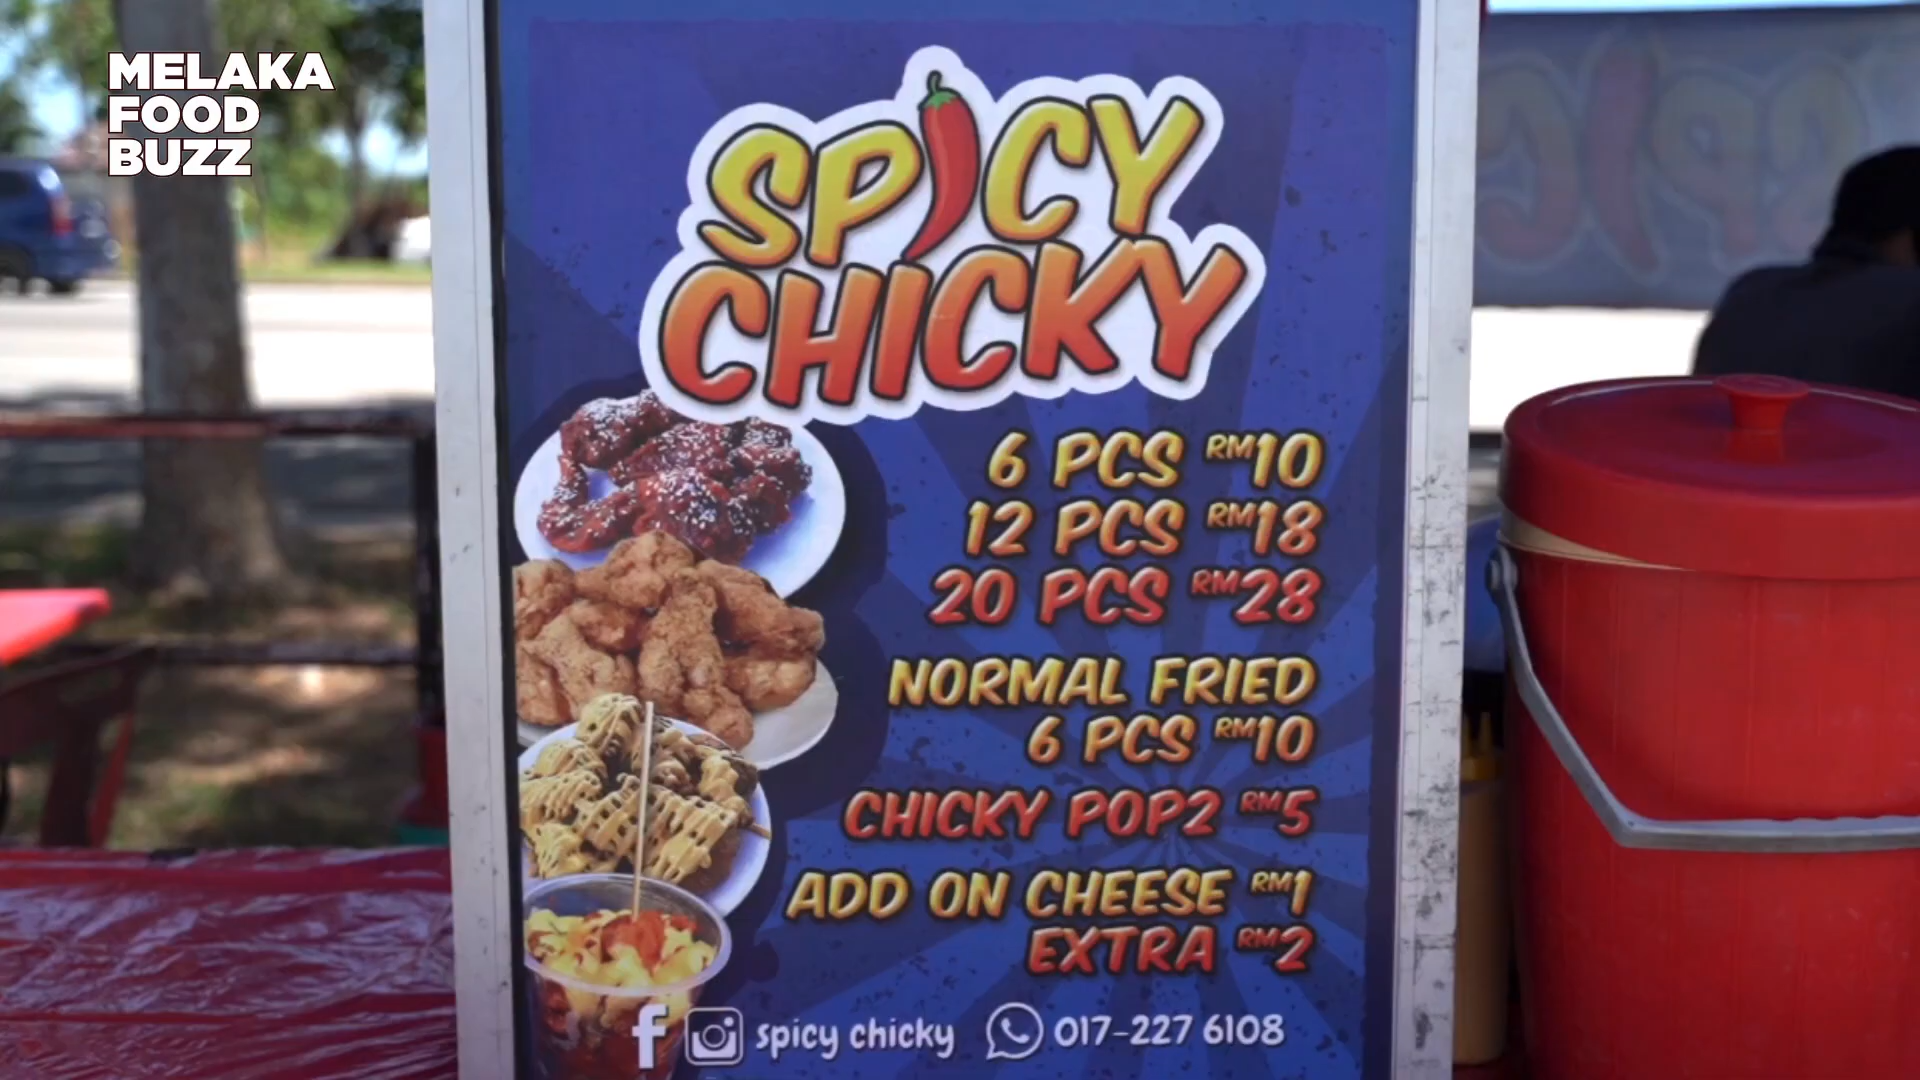 MELAKA
FOOD
BUZZ
SPICY
CHICKY
6 PCS RM10
12 PCS RM18
20 PCS RM28
NORMAL FRIED
6 PCS RM10
CHICKY POP2 RM5
ADD ON CHEESE RM1
EXTRA RM2
spicy chicky 017-227 6108